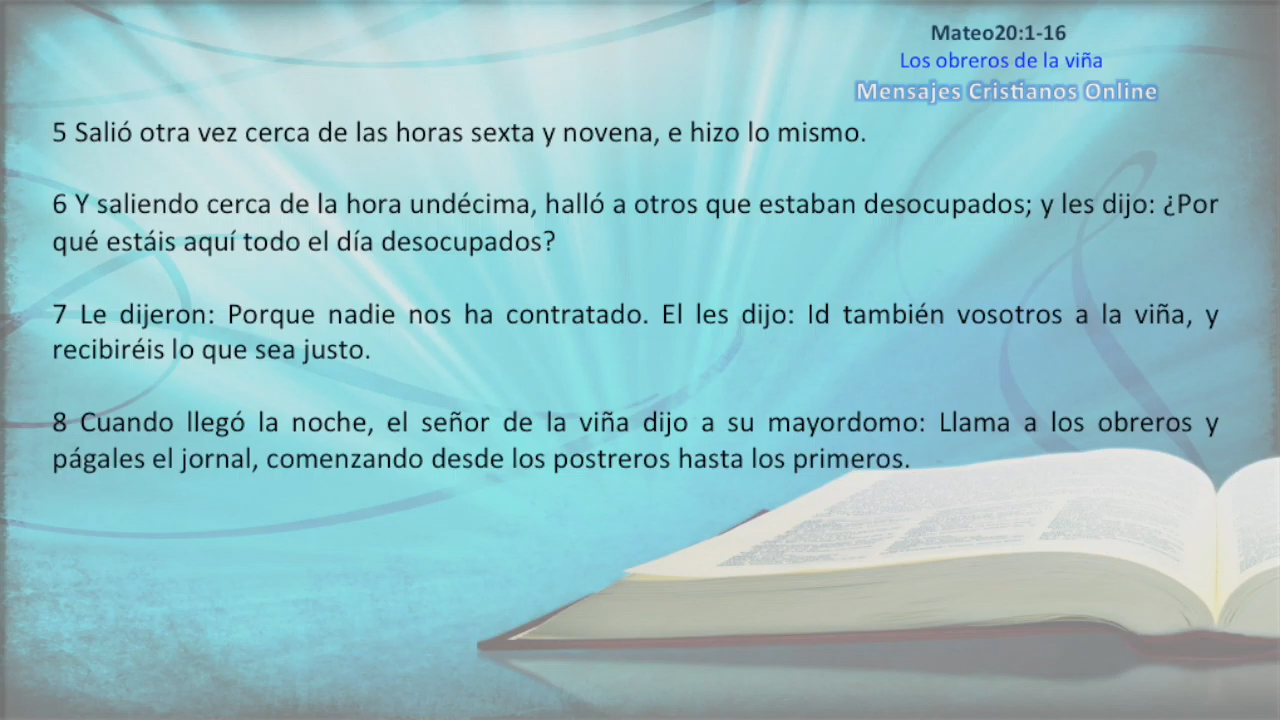 Mateo20:1-16
Los obreros de la viña
Mensajes Cristianos Online
5 Salió otra vez cerca de las horas sexta y novena, e hizo lo mismo.
6 Y saliendo cerca de la hora undécima, halló a otros que estaban desocupados; y les dijo: ¿Por
qué estáis aquí todo el día desocupados?
7 Le dijeron: Porque nadie nos ha contratado. El les dijo: Id también vosotros a la viña, y
recibiréis lo que sea justo.
8 Cuando llegó la noche, el señor de la viña dijo a su mayordomo: Llama a los obreros y
págales el jornal, comenzando desde los postreros hasta los primeros.